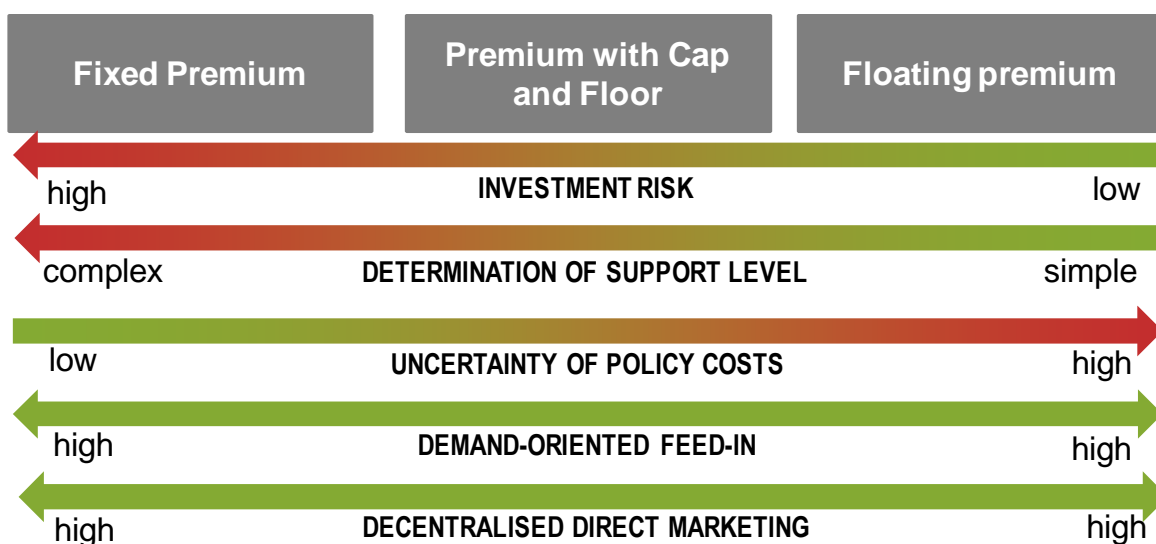 Fixed Premium
Premium with Cap
and Floor
Floating premium
high
INVESTMENT RISK
low
complex
DETERMINATION OF SUPPORT LEVEL
simple
low
UNCERTAINTY OF POLICY COSTS
high
high
DEMAND-ORIENTED FEED-IN
high
high
DECENTRALISED DIRECT MARKETING
high